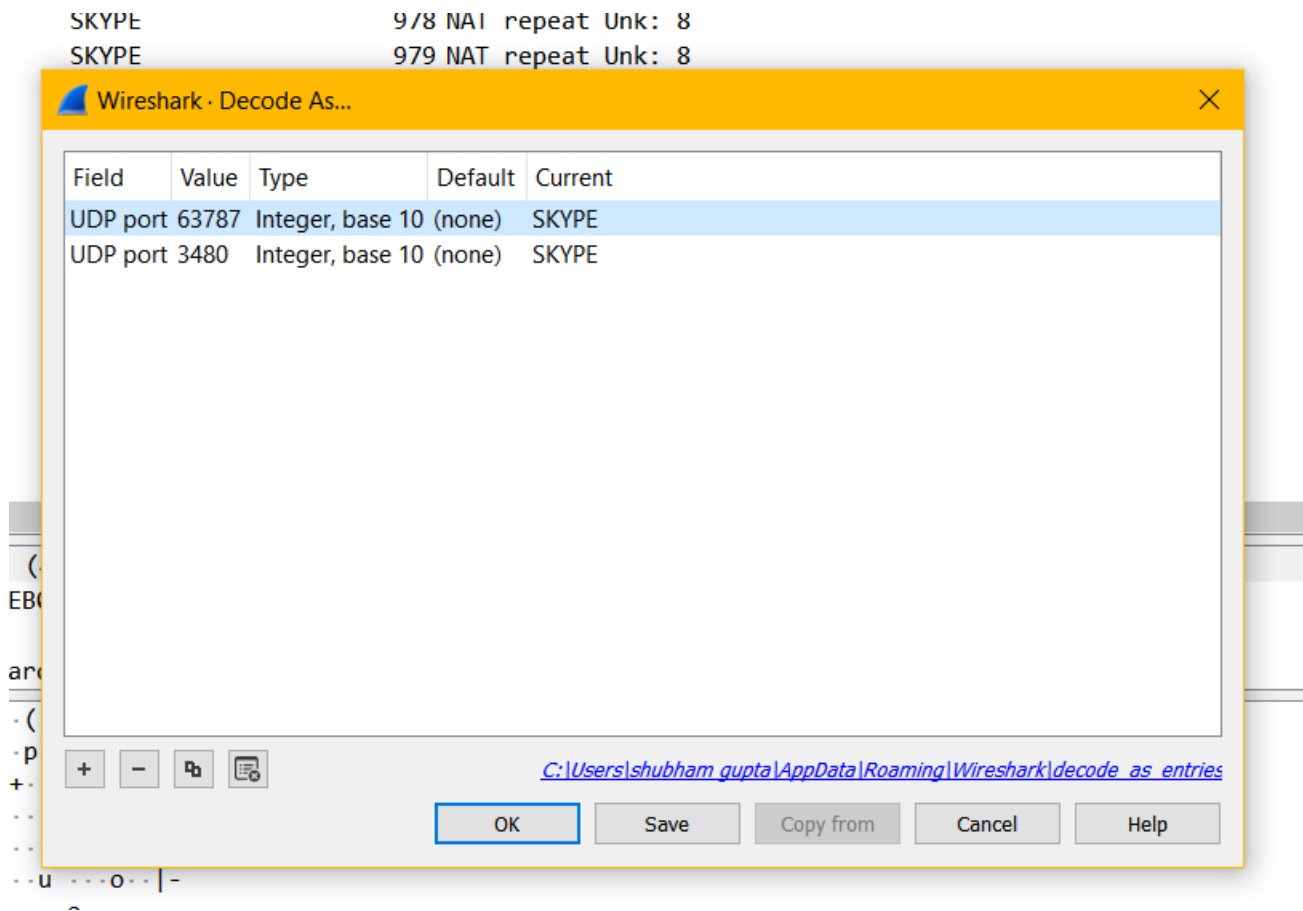 SKYPE 978 NAT repeat Unk: 8
SKYPE 979 NAT repeat Unk: 8
Wireshark · Decode As...
Field Value Type Default Current
UDP port 63787 Integer, base 10 (none) SKYPE
UDP port 3480 Integer, base 10 (none) SKYPE
(
EB
ar
·(
·p
+·
··
··
+ −
C:\Users\shubham gupta\AppData\Roaming\Wireshark\decode_as_entries
OK Save Copy from Cancel Help
··u ···o··|-